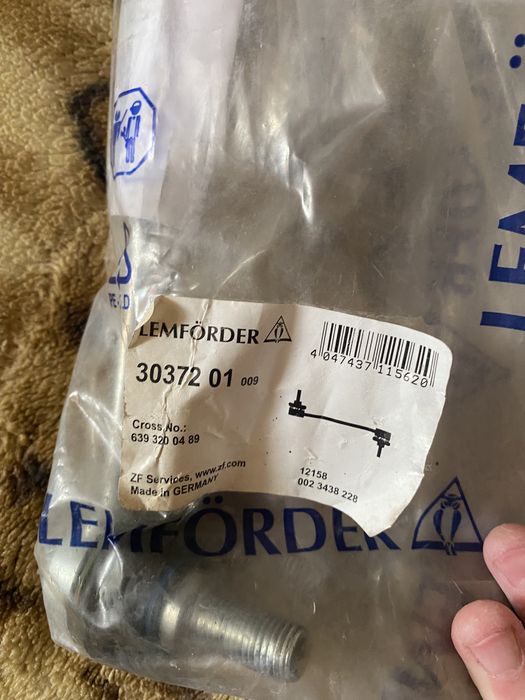 LEMFÖRDER
30372 01 009
4 047437 115620
Cross.No.:
639 320 04 89
ZF Services, www.zf.com
Made in GERMANY
12158
002 3438 228
LEMFÖRDER